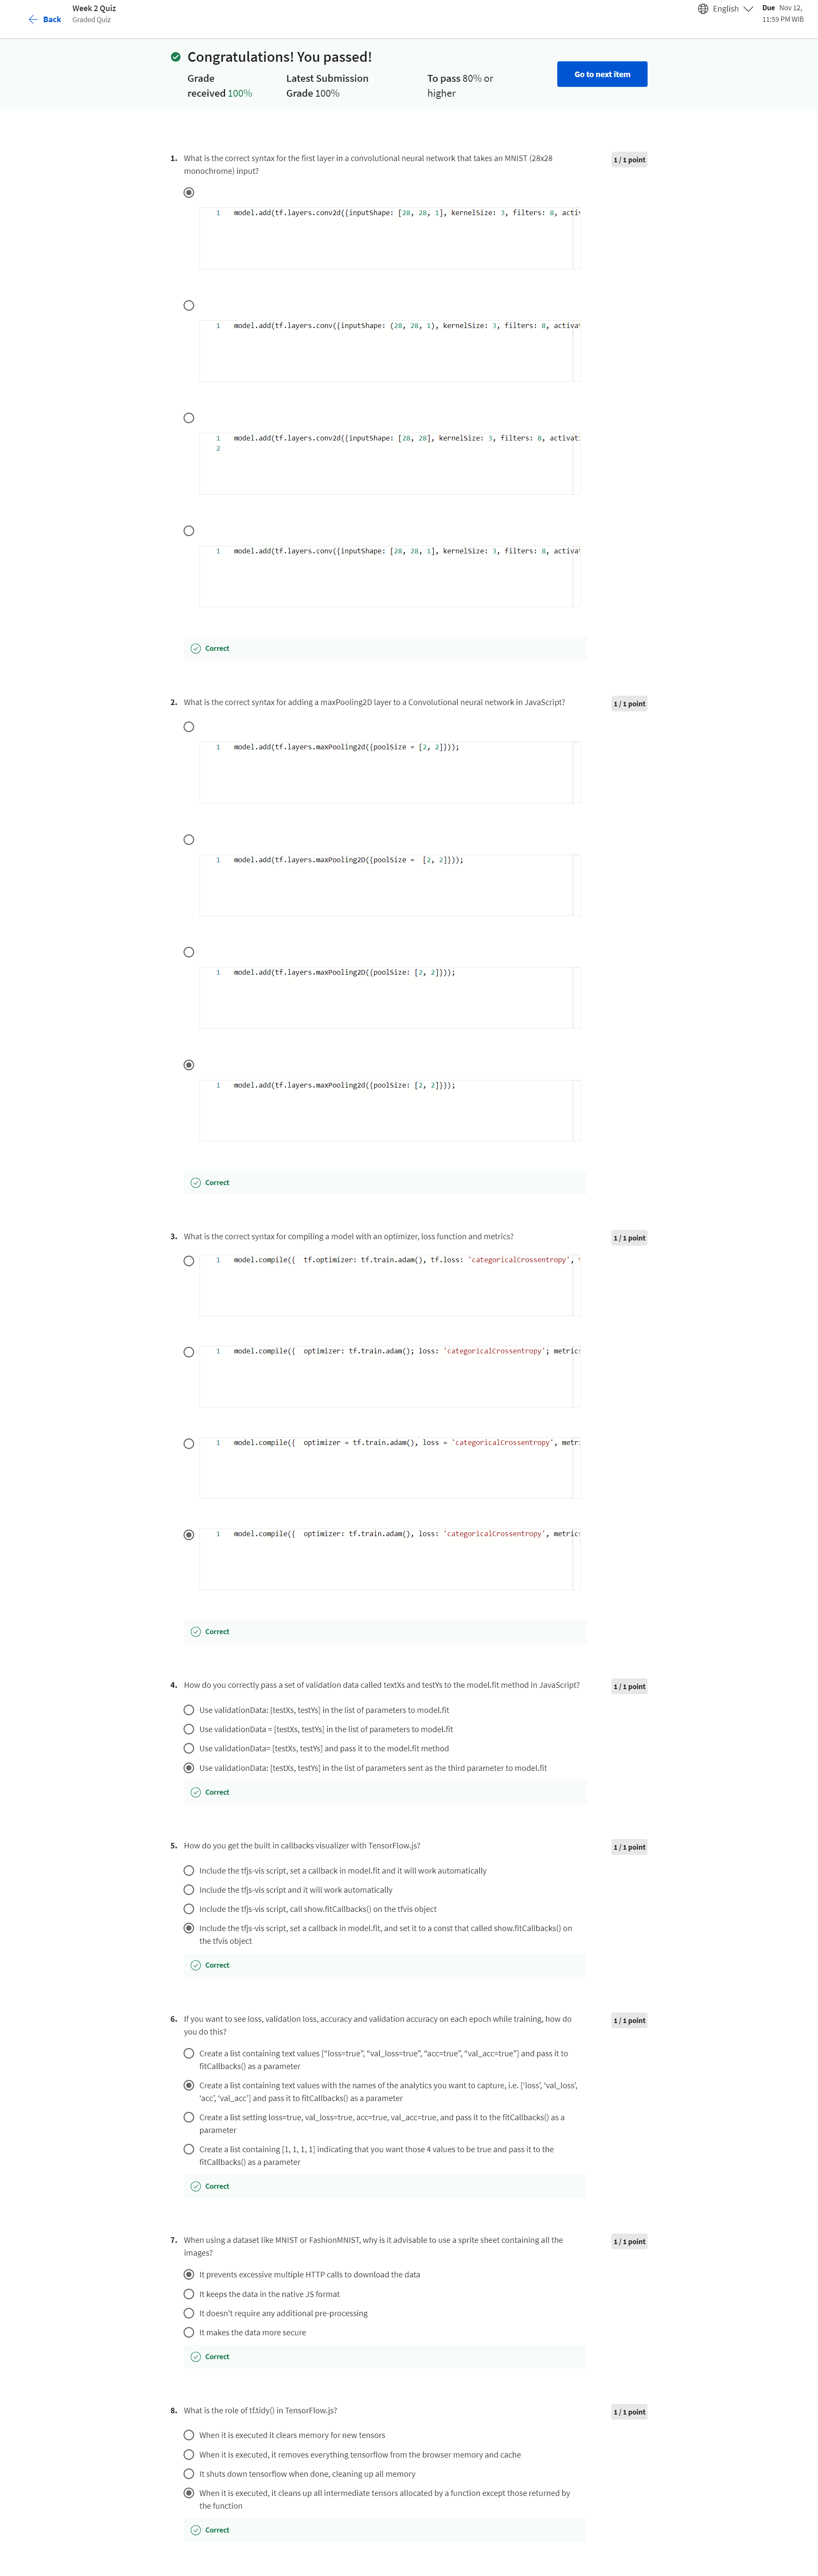 Back
Week 2 Quiz
Graded Quiz
English
Due Nov 12,
11:59 PM WIB
Congratulations! You passed!
Grade
received 100%
Latest Submission
Grade 100%
To pass 80% or
higher
Go to next item
1. What is the correct syntax for the first layer in a convolutional neural network that takes an MNIST (28x28
monochrome) input?
1 / 1 point
1 model.add(tf.layers.conv2d({inputShape: [28, 28, 1], kernelSize: 3, filters: 8, activ
1 model.add(tf.layers.conv({inputShape: (28, 28, 1), kernelSize: 3, filters: 8, activat
1 model.add(tf.layers.conv2d({inputShape: [28, 28], kernelSize: 3, filters: 8, activati
2
1 model.add(tf.layers.conv({inputShape: [28, 28, 1], kernelSize: 3, filters: 8, activat
Correct
2. What is the correct syntax for adding a maxPooling2D layer to a Convolutional neural network in JavaScript?
1 / 1 point
1 model.add(tf.layers.maxPooling2d({poolSize = [2, 2]}));
1 model.add(tf.layers.maxPooling2D({poolSize =  [2, 2]}));
1 model.add(tf.layers.maxPooling2D({poolSize: [2, 2]}));
1 model.add(tf.layers.maxPooling2d({poolSize: [2, 2]}));
Correct
3. What is the correct syntax for compiling a model with an optimizer, loss function and metrics?
1 / 1 point
1 model.compile({  tf.optimizer: tf.train.adam(), tf.loss: 'categoricalCrossentropy',
1 model.compile({  optimizer: tf.train.adam(); loss: 'categoricalCrossentropy'; metrics
1 model.compile({  optimizer = tf.train.adam(), loss = 'categoricalCrossentropy', metr
1 model.compile({  optimizer: tf.train.adam(), loss: 'categoricalCrossentropy', metrics
Correct
4. How do you correctly pass a set of validation data called textXs and testYs to the model.fit method in JavaScript?
1 / 1 point
Use validationData: [testXs, testYs] in the list of parameters to model.fit
Use validationData = [testXs, testYs] in the list of parameters to model.fit
Use validationData= [testXs, testYs] and pass it to the model.fit method
Use validationData: [testXs, testYs] in the list of parameters sent as the third parameter to model.fit
Correct
5. How do you get the built in callbacks visualizer with TensorFlow.js?
1 / 1 point
Include the tfjs-vis script, set a callback in model.fit and it will work automatically
Include the tfjs-vis script and it will work automatically
Include the tfjs-vis script, call show.fitCallbacks() on the tfvis object
Include the tfjs-vis script, set a callback in model.fit, and set it to a const that called show.fitCallbacks() on
the tfvis object
Correct
6. If you want to see loss, validation loss, accuracy and validation accuracy on each epoch while training, how do
you do this?
1 / 1 point
Create a list containing text values [“loss=true”, “val_loss=true”, “acc=true”, “val_acc=true”] and pass it to
fitCallbacks() as a parameter
Create a list containing text values with the names of the analytics you want to capture, i.e. [‘loss’, ‘val_loss’,
‘acc’, ‘val_acc’] and pass it to fitCallbacks() as a parameter
Create a list setting loss=true, val_loss=true, acc=true, val_acc=true, and pass it to the fitCallbacks() as a
parameter
Create a list containing [1, 1, 1, 1] indicating that you want those 4 values to be true and pass it to the
fitCallbacks() as a parameter
Correct
7. When using a dataset like MNIST or FashionMNIST, why is it advisable to use a sprite sheet containing all the
images?
1 / 1 point
It prevents excessive multiple HTTP calls to download the data
It keeps the data in the native JS format
It doesn’t require any additional pre-processing
It makes the data more secure
Correct
8. What is the role of tf.tidy() in TensorFlow.js?
1 / 1 point
When it is executed it clears memory for new tensors
When it is executed, it removes everything tensorflow from the browser memory and cache
It shuts down tensorflow when done, cleaning up all memory
When it is executed, it cleans up all intermediate tensors allocated by a function except those returned by
the function
Correct